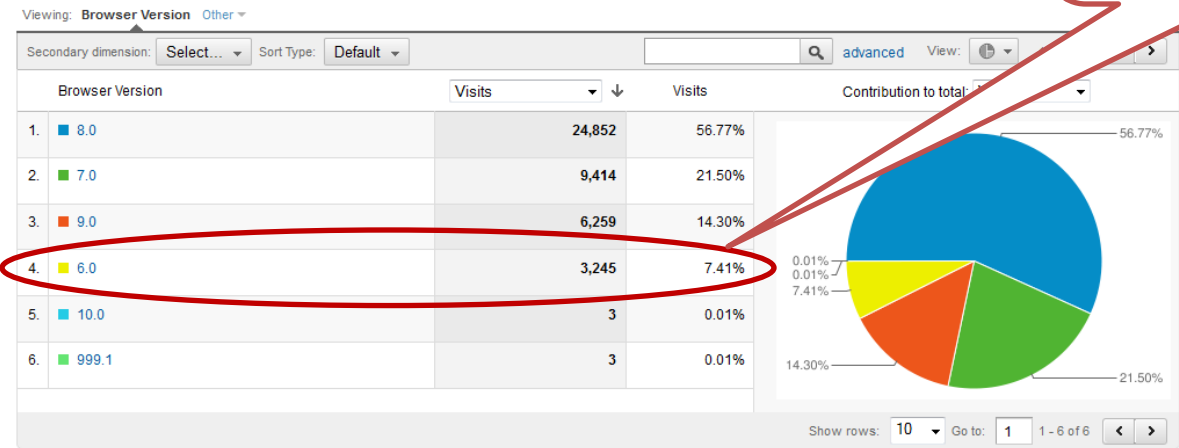 Viewing: Browser Version Other
Secondary dimension: Select... Sort Type: Default advanced View:
Browser Version Visits Visits Contribution to total:
1. 8.0 24,852 56.77%
2. 7.0 9,414 21.50%
3. 9.0 6,259 14.30%
4. 6.0 3,245 7.41%
5. 10.0 3 0.01%
6. 999.1 3 0.01%
56.77%
0.01%
0.01%
7.41%
14.30%
21.50%
Show rows: 10 Go to: 1 1 - 6 of 6